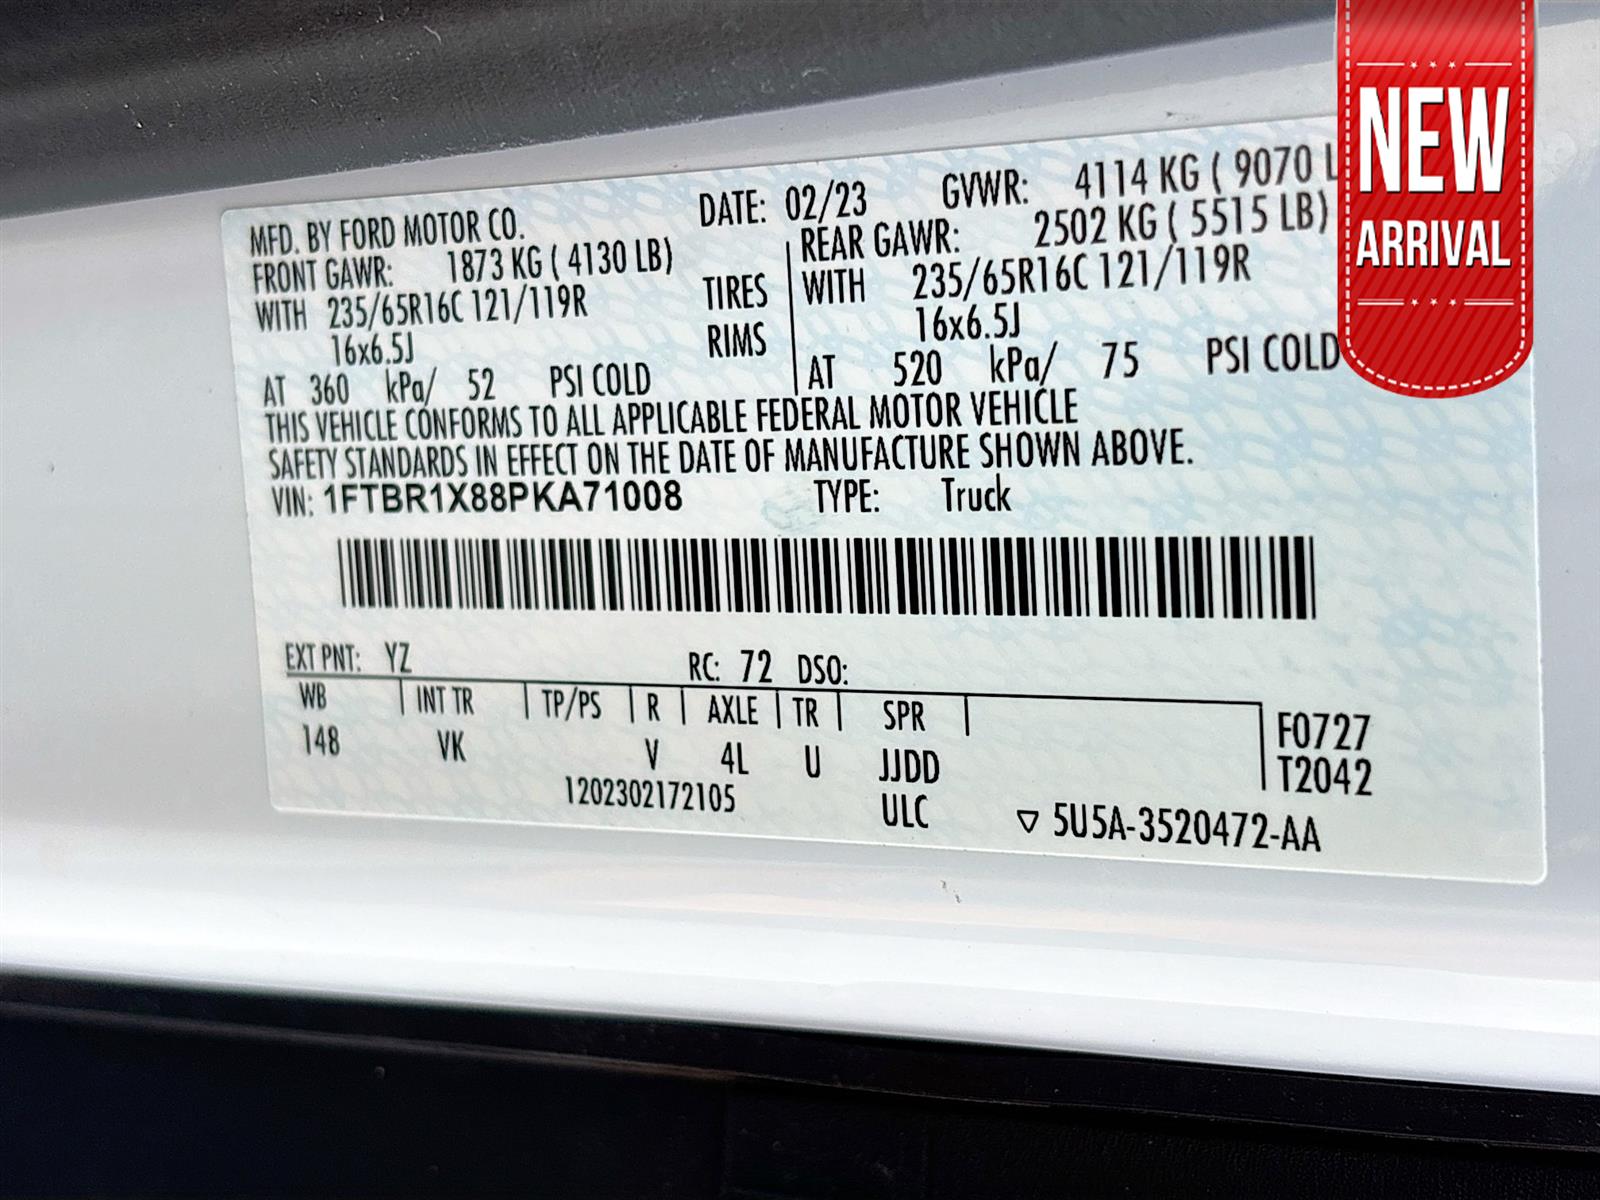 MFD. BY FORD MOTOR CO. DATE: 02/23 GVWR: 4114 KG ( 9070 L
FRONT GAWR: 1873 KG ( 4130 LB) REAR GAWR: 2502 KG ( 5515 LB)
WITH 235/65R16C 121/119R TIRES WITH 235/65R16C 121/119R
16x6.5J RIMS 16x6.5J
AT 360 kPa/ 52 PSI COLD AT 520 kPa/ 75 PSI COLD
THIS VEHICLE CONFORMS TO ALL APPLICABLE FEDERAL MOTOR VEHICLE
SAFETY STANDARDS IN EFFECT ON THE DATE OF MANUFACTURE SHOWN ABOVE.
VIN: 1FTBR1X88PKA71008 TYPE: Truck
EXT PNT: YZ RC: 72 DSO:
WB INT TR TP/PS R AXLE TR SPR
148 VK V 4L U JJDD
F0727
T2042
1202302172105 ULC ▽ 5U5A-3520472-AA
NEW
ARRIVAL